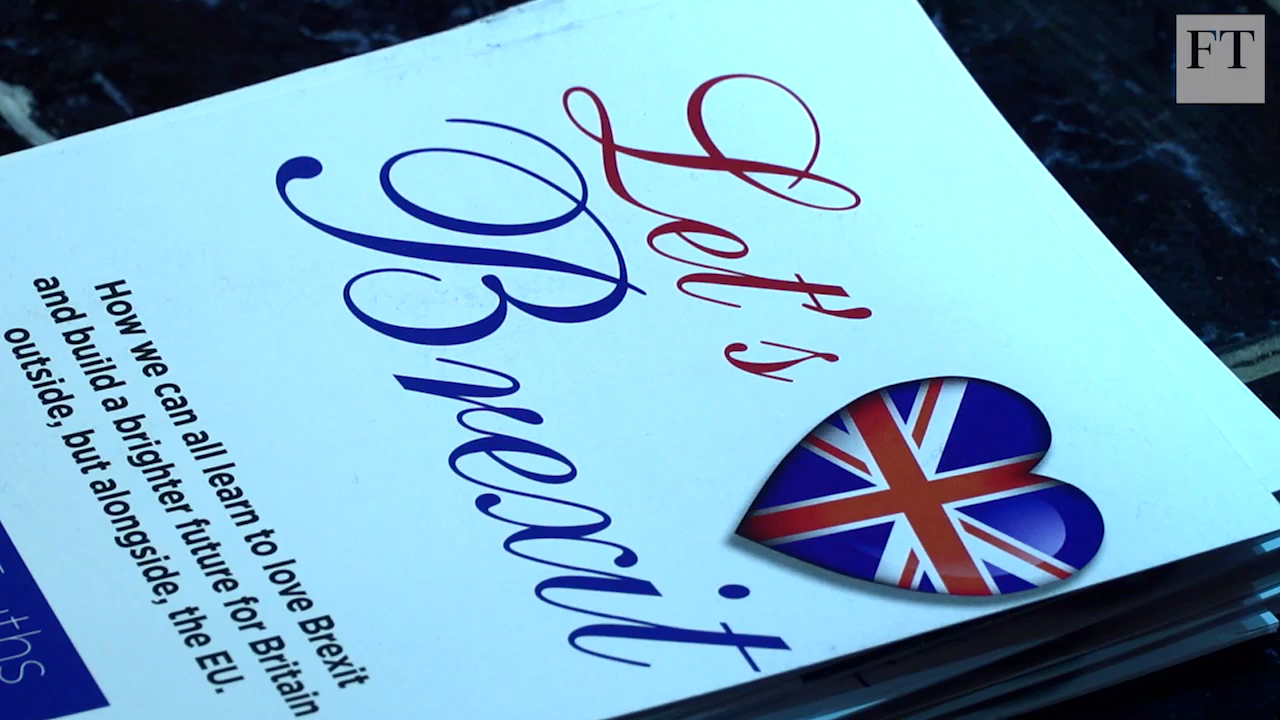 FT
Let's
Brexit
How we can all learn to love Brexit
and build a brighter future for Britain
outside, but alongside, the EU.